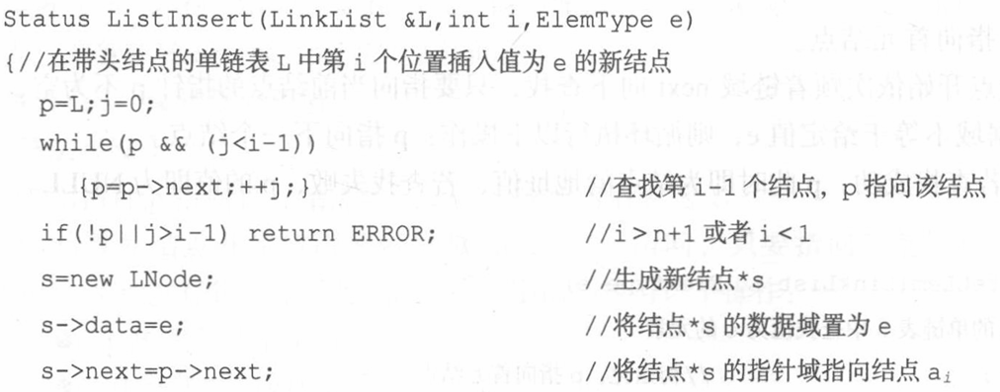 Status ListInsert(LinkList &L,int i,ElemType e)
{//在带头结点的单链表 L 中第 i 个位置插入值为 e 的新结点
p=L;j=0;
while(p && (j<i-1))
{p=p->next;++j;} //查找第 i-1 个结点，p 指向该结点
if(!p||j>i-1) return ERROR; //i>n+1 或者 i<1
s=new LNode; //生成新结点*s
s->data=e; //将结点*s 的数据域置为 e
s->next=p->next; //将结点*s 的指针域指向结点 aᵢ